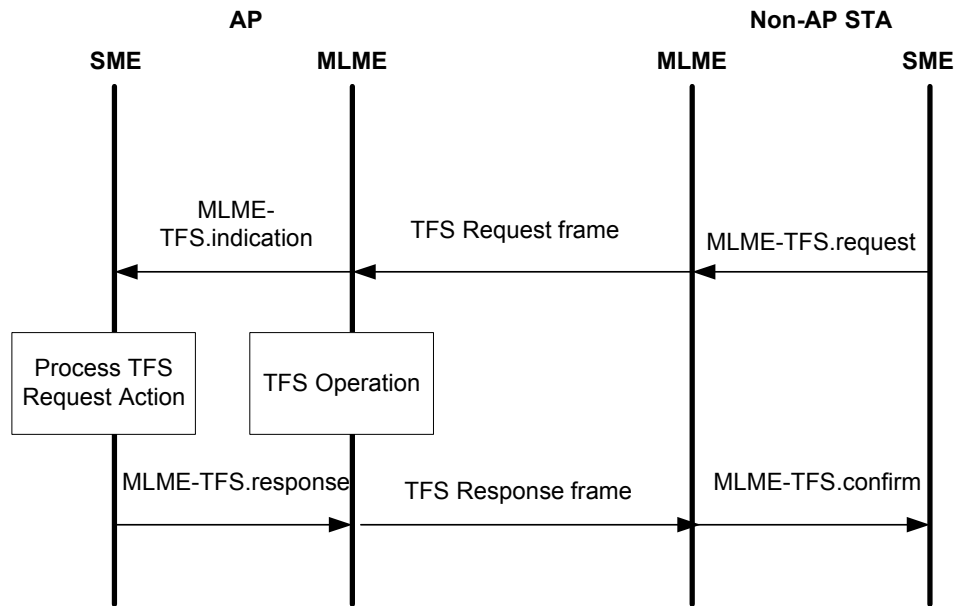 AP
Non-AP STA
SME
MLME
MLME
SME
MLME-
TFS.indication
TFS Request frame
MLME-TFS.request
Process TFS
Request Action
TFS Operation
MLME-TFS.response
TFS Response frame
MLME-TFS.confirm